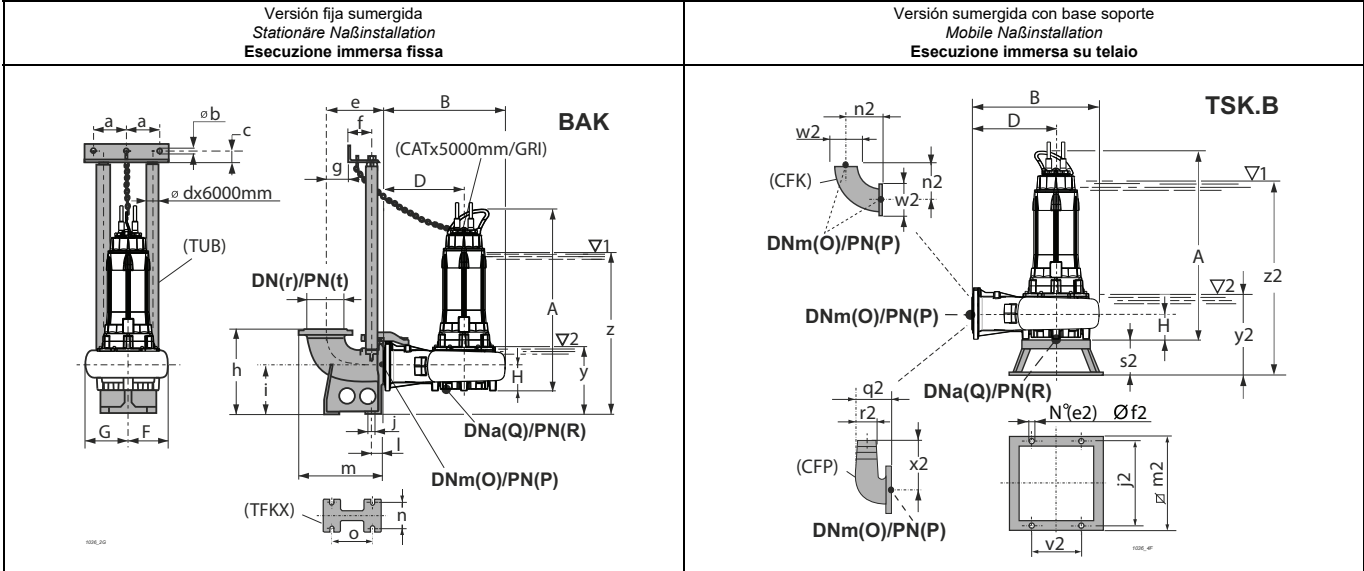 Versión fija sumergida
Stationäre Naßinstallation
Esecuzione immersa fissa
Versión sumergida con base soporte
Mobile Naßinstallation
Esecuzione immersa su telaio
BAK
e
B
a
a
øb
c
f
(CATx5000mm/GRI)
g
D
ø dx6000mm
(TUB)
▽1
DN(r)/PN(t)
A
z
▽2
h
i
H
y
j
DNa(Q)/PN(R)
G
F
l
m
DNm(O)/PN(P)
(TFKX)
n
o
1026_2G
TSK.B
B
n2
D
w2
(CFK)
n2
w2
▽1
DNm(O)/PN(P)
A
z2
▽2
DNm(O)/PN(P)
H
y2
s2
DNa(Q)/PN(R)
q2
r2
N°(e2) Øf2
(CFP)
x2
j2
m2
DNm(O)/PN(P)
v2
1026_4F